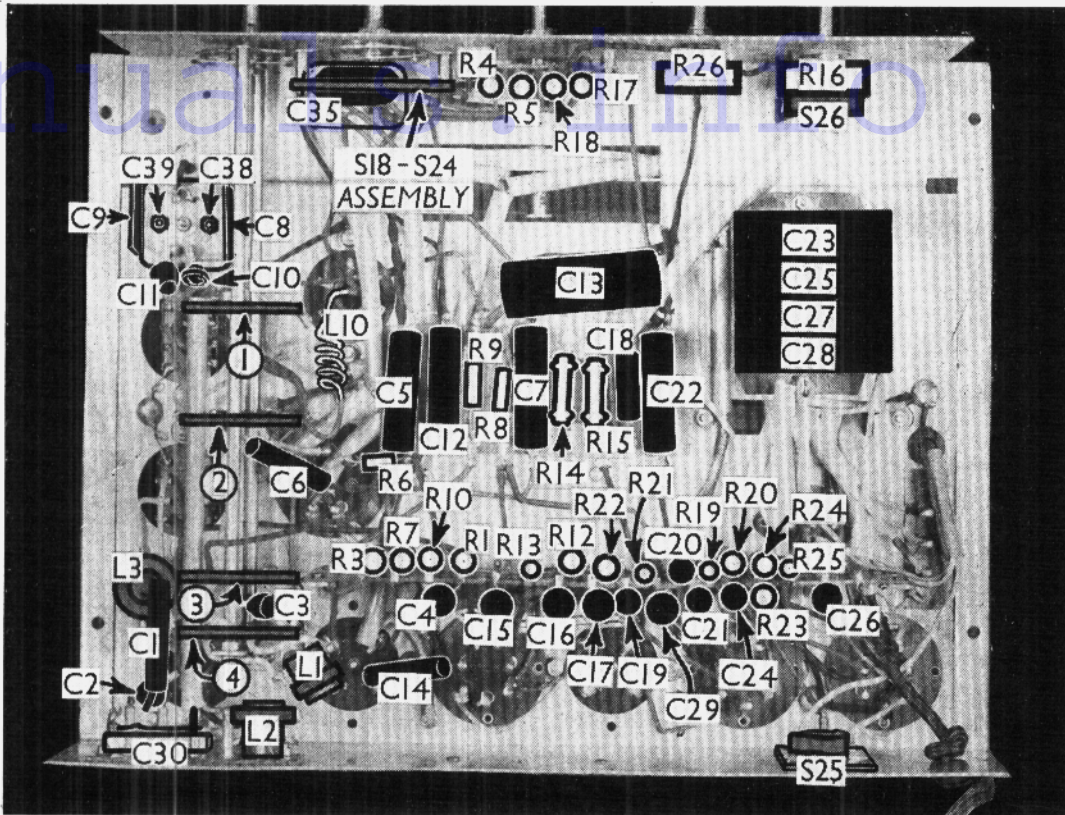 nuals.info
R4
R5
R18
R17
R26
R16
S26
C35
S18 - S24
ASSEMBLY
C39
C38
C9
C8
C11
C10
1
L10
C13
C23
C25
C27
C28
C5
C12
R9
R8
C7
C18
C22
R14
R15
2
C6
R6
R3
R7
R10
R1
R13
R12
R22
R21
C20
R19
R20
R24
R25
L3
3
C3
C1
C4
C15
C16
C17
C19
C29
C21
C24
R23
C26
C2
4
L1
C14
C30
L2
S25